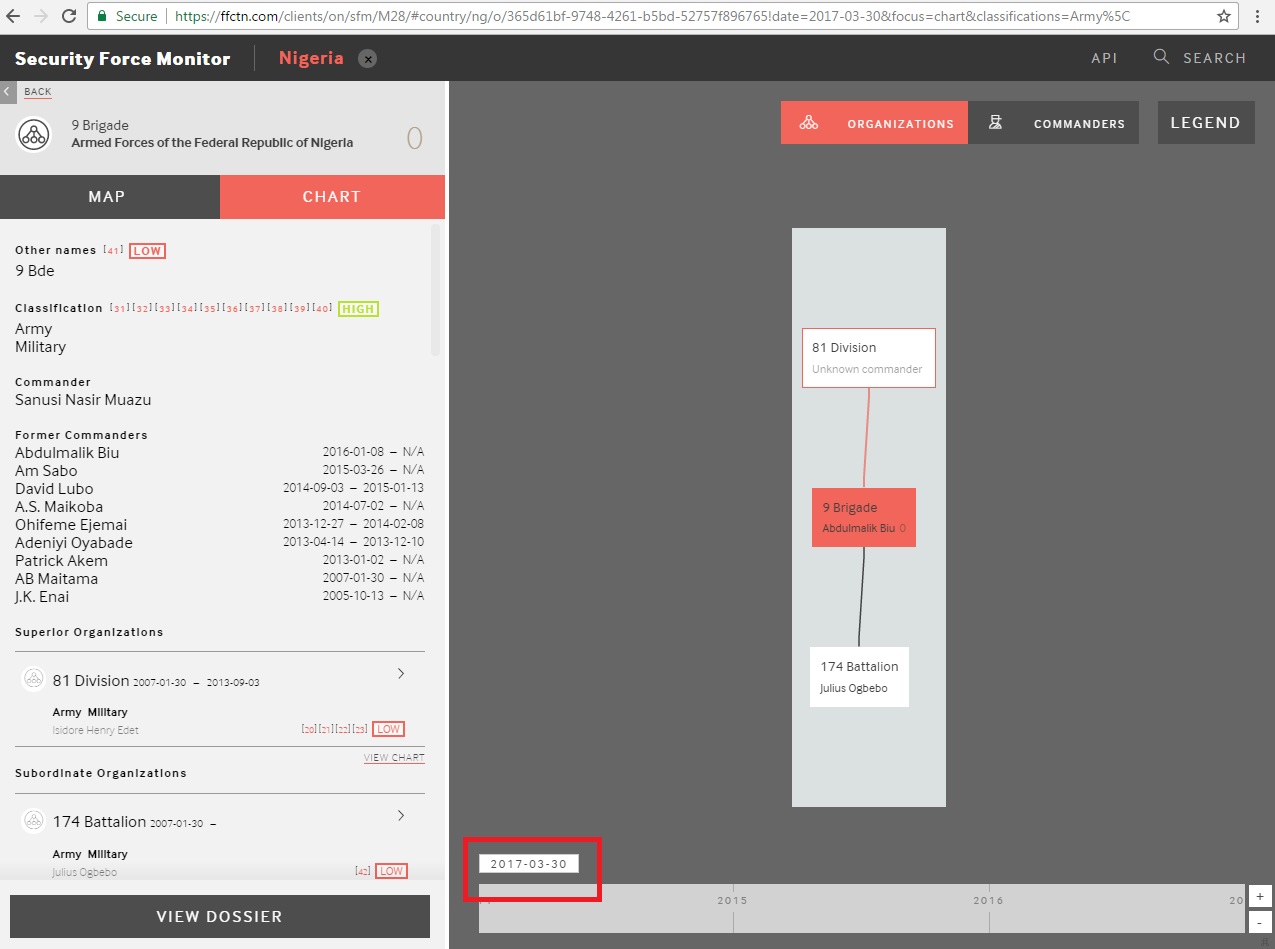 Secure https://ffctn.com/clients/on/sfm/M28/#country/ng/o/365d61bf-9748-4261-b5bd-52757f896765!date=2017-03-30&focus=chart&classifications=Army%5C
Security Force Monitor Nigeria × API SEARCH
BACK
9 Brigade
Armed Forces of the Federal Republic of Nigeria
0
MAP CHART
Other names [41] LOW
9 Bde
Classification [31][32][33][34][35][36][37][38][39][40] HIGH
Army
Military
Commander
Sanusi Nasir Muazu
Former Commanders
Abdulmalik Biu 2016-01-08 – N/A
Am Sabo 2015-03-26 – N/A
David Lubo 2014-09-03 – 2015-01-13
A.S. Maikoba 2014-07-02 – N/A
Ohifeme Ejemai 2013-12-27 – 2014-02-08
Adeniyi Oyabade 2013-04-14 – 2013-12-10
Patrick Akem 2013-01-02 – N/A
AB Maitama 2007-01-30 – N/A
J.K. Enai 2005-10-13 – N/A
Superior Organizations
81 Division 2007-01-30 – 2013-09-03
Army Military
Isidore Henry Edet [20][21][22][23] LOW
VIEW CHART
Subordinate Organizations
174 Battalion 2007-01-30 –
Army Military
Julius Ogbebo [42] LOW
VIEW DOSSIER
ORGANIZATIONS COMMANDERS LEGEND
81 Division
Unknown commander
9 Brigade
Abdulmalik Biu 0
174 Battalion
Julius Ogbebo
2017-03-30
2015 2016 20
+
-